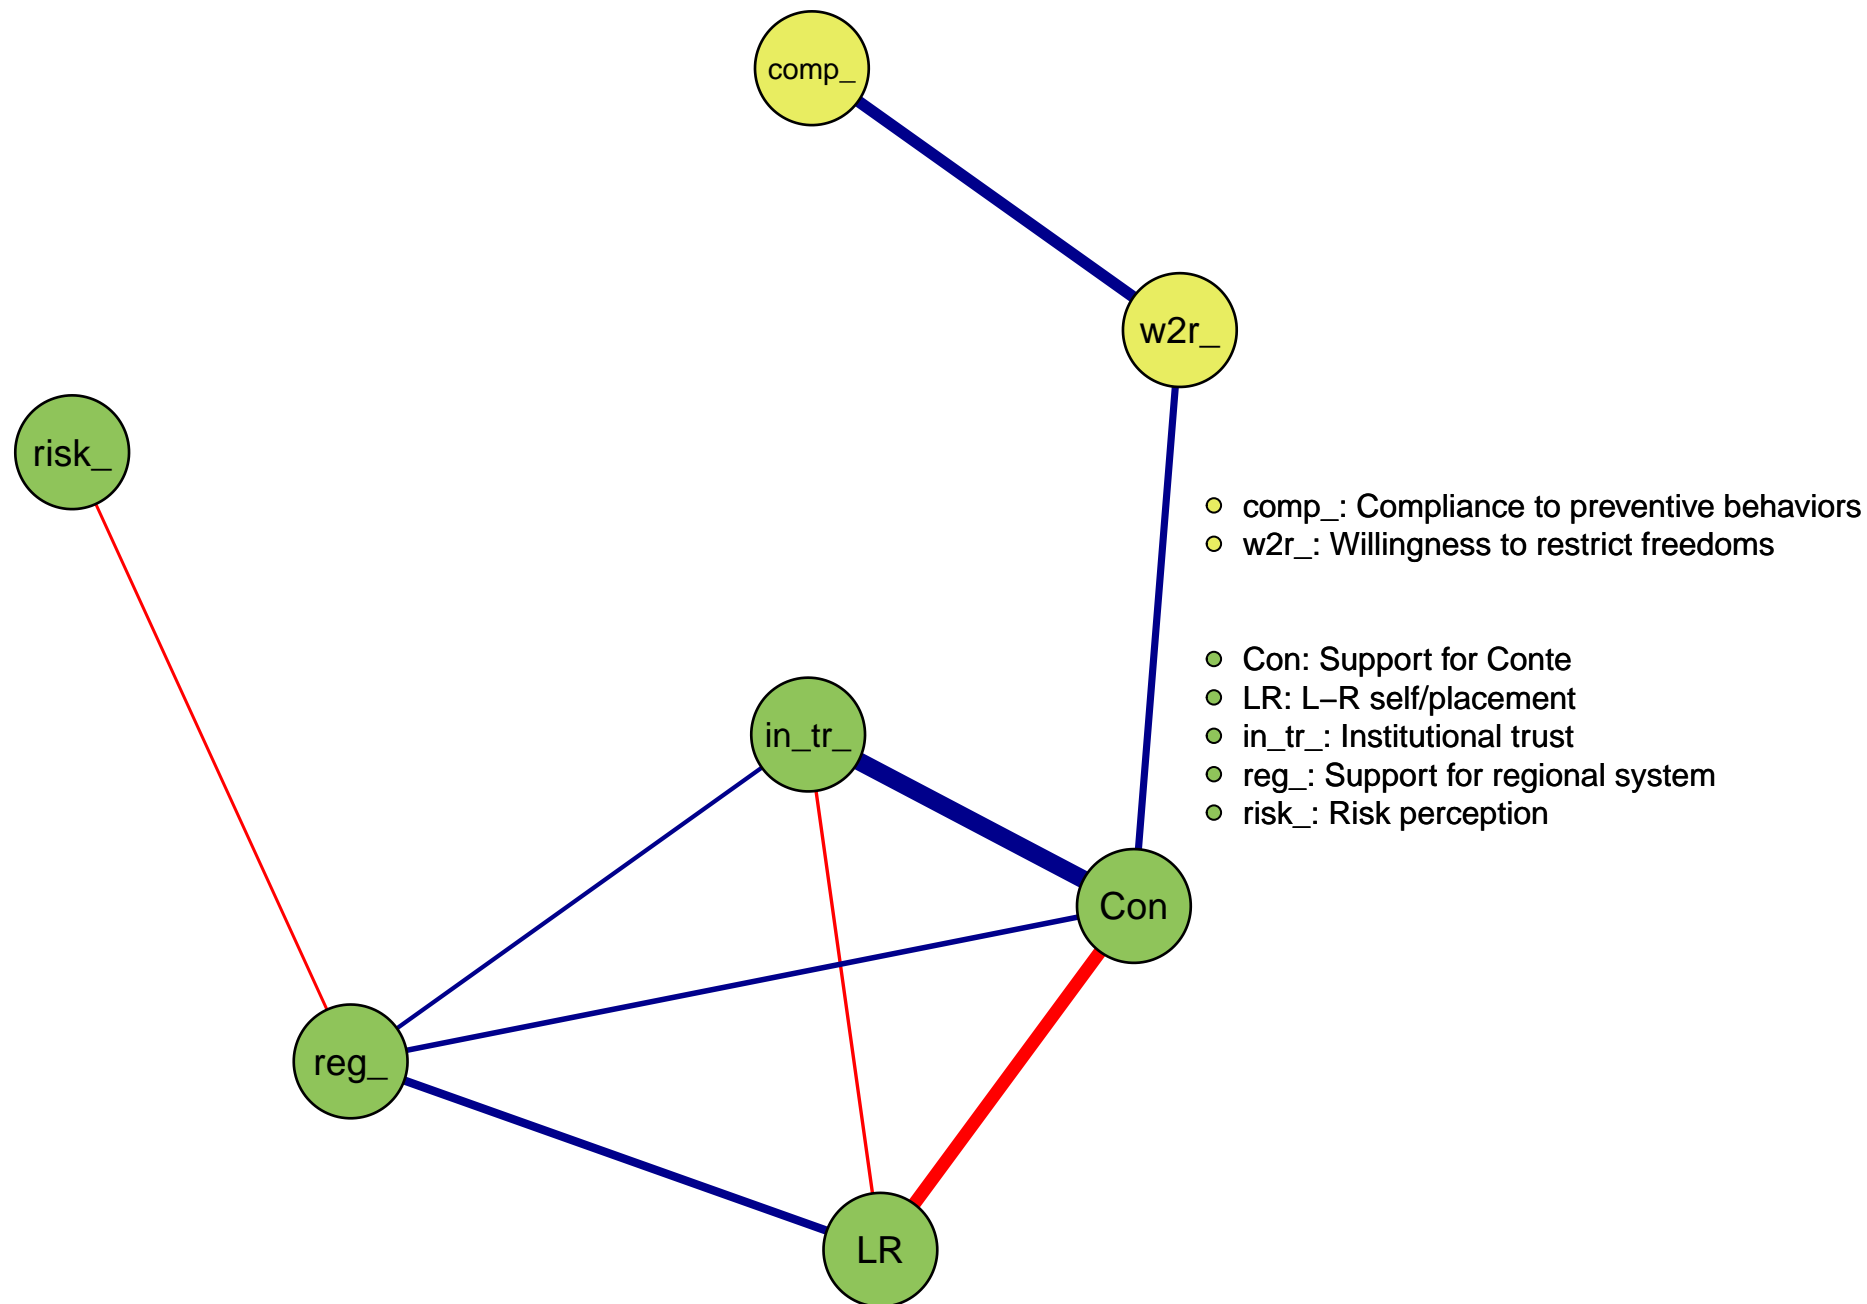 comp_
w2r_
risk_
comp_: Compliance to preventive behaviors
w2r_: Willingness to restrict freedoms
Con: Support for Conte
LR: L−R self/placement
in_tr_: Institutional trust
reg_: Support for regional system
risk_: Risk perception
in_tr_
Con
reg_
LR